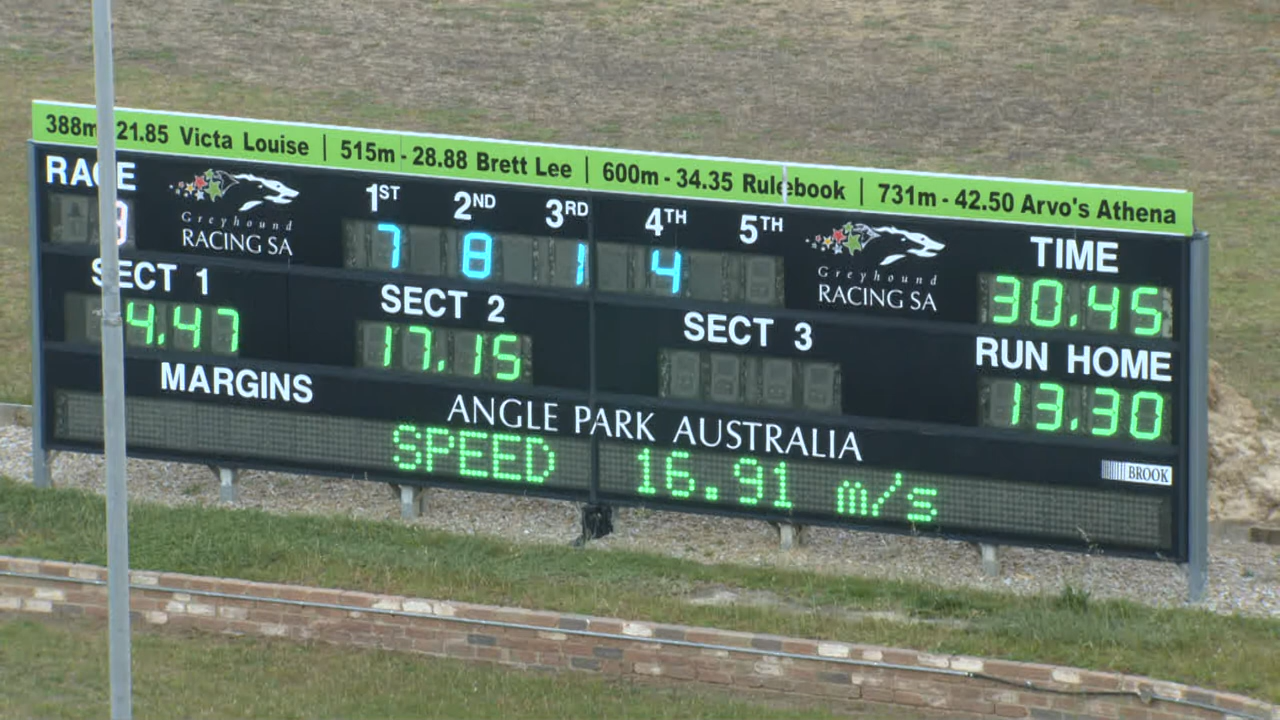 388m 21.85 Victa Louise | 515m - 28.88 Brett Lee | 600m - 34.35 Rulebook | 731m - 42.50 Arvo's Athena
RACE
Greyhound
RACING SA
1ST 2ND 3RD 4TH 5TH
7 8 1 4
Greyhound
RACING SA
TIME
30.45
SECT 1
4.47
SECT 2
17.15
SECT 3
RUN HOME
13.30
MARGINS
ANGLE PARK AUSTRALIA
SPEED 16.91 m/s
BROOK